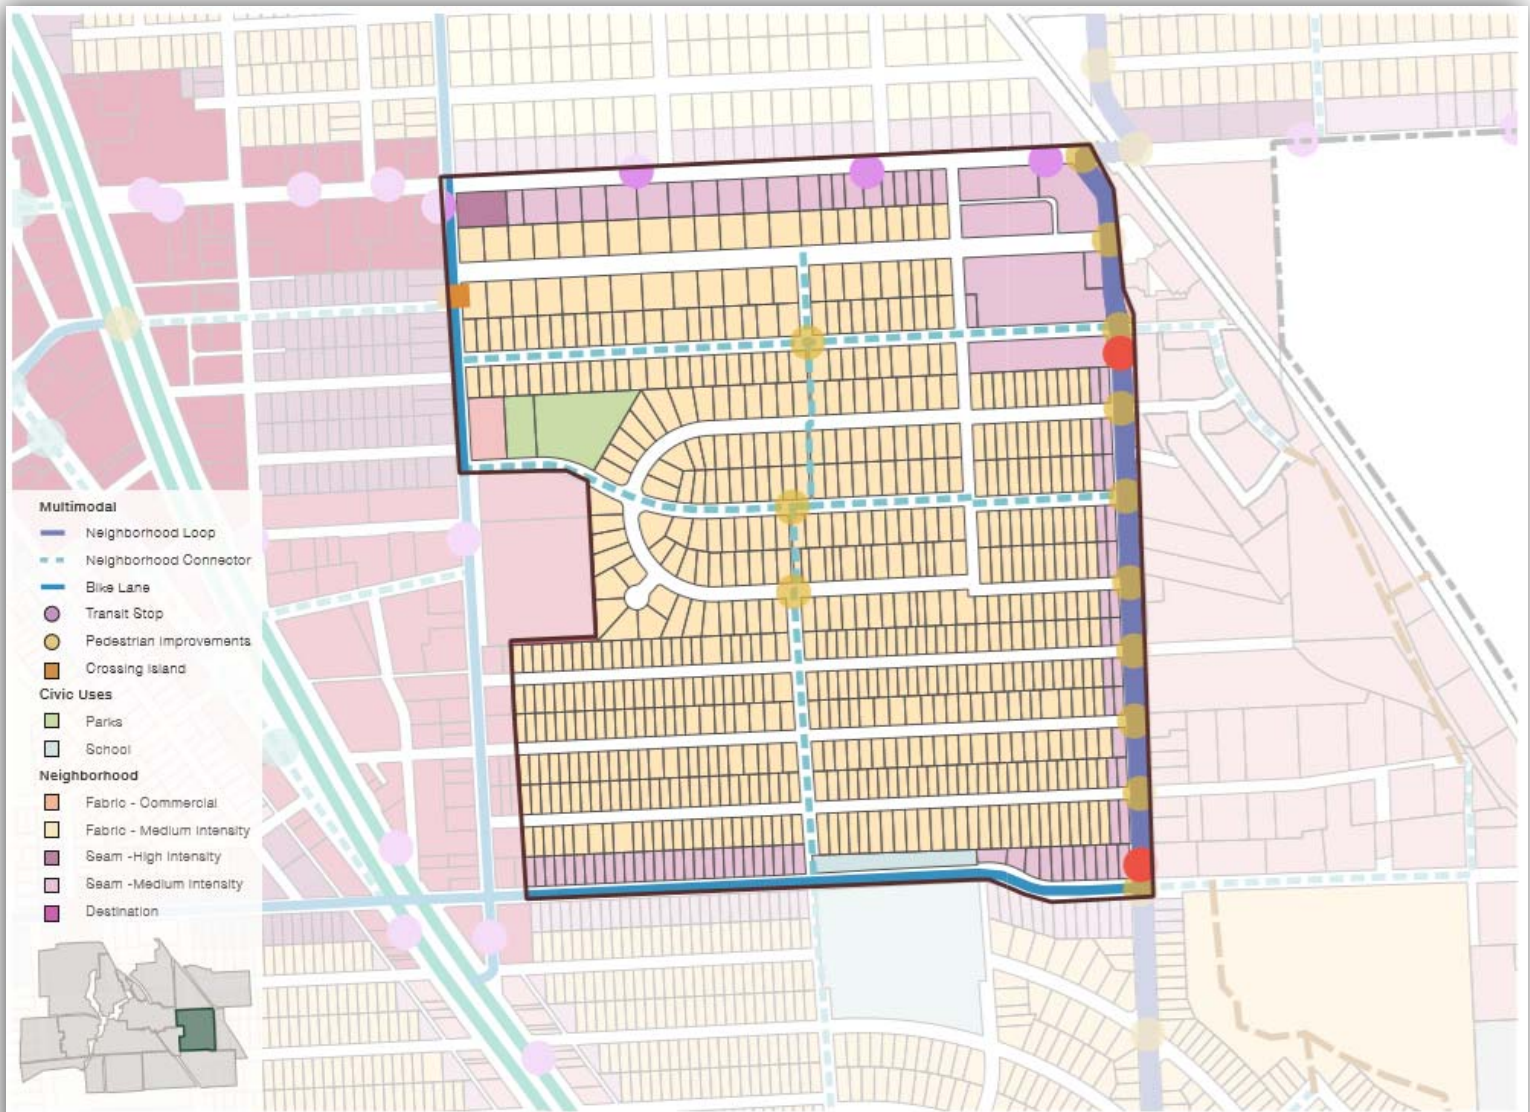 Multimodal
Neighborhood Loop
Neighborhood Connector
Bike Lane
Transit Stop
Pedestrian Improvements
Crossing Island
Civic Uses
Parks
School
Neighborhood
Fabric - Commercial
Fabric - Medium Intensity
Seam -High Intensity
Seam -Medium Intensity
Destination